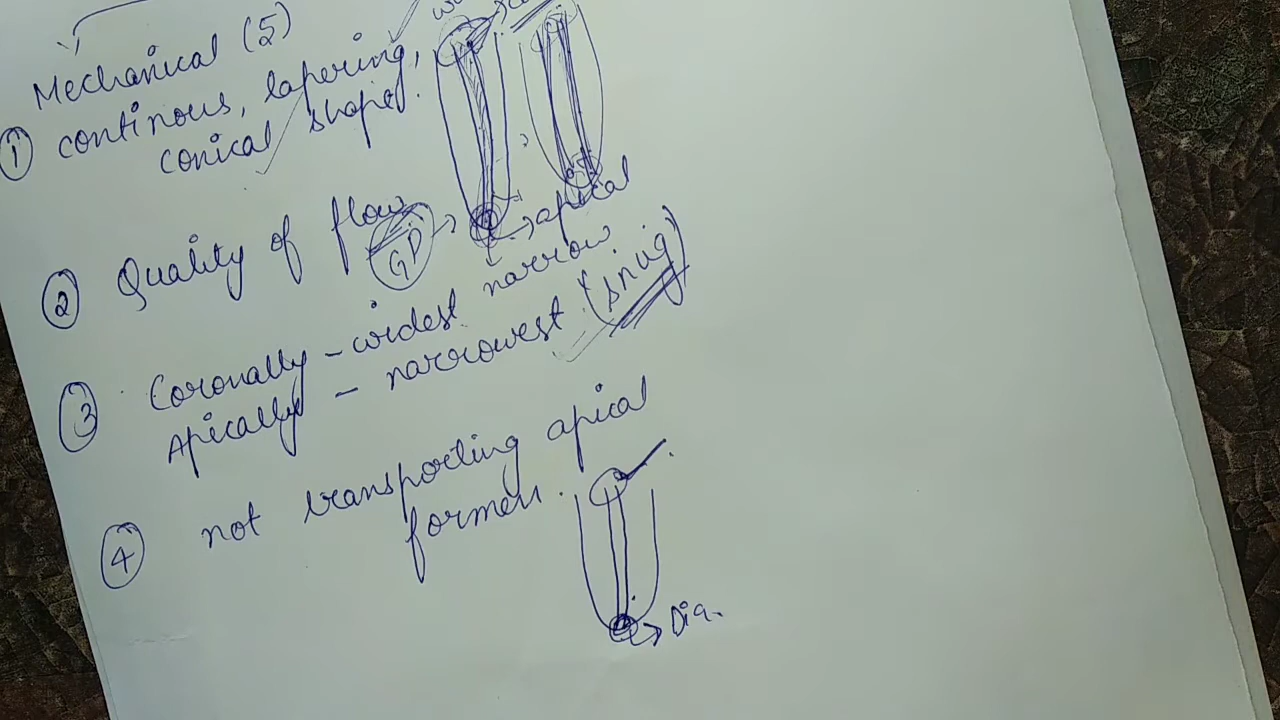 Mechanical (5)
① continous, tapering,
conical shape.
② Quality of flow
GP
apical
③ Coronally - widest narrow
Apically - narrowest (snug)
④ not transporting apical
formen.
Dia.